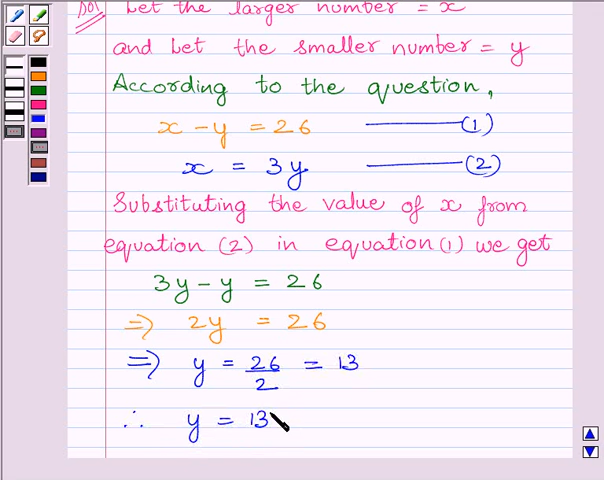 Sol Let the larger number = x
and Let the smaller number = y
According to the question,
x - y = 26 ———(1)
x = 3y ———(2)
Substituting the value of x from
equation (2) in equation (1) we get
3y - y = 26
⇒ 2y = 26
⇒ y = 26/2 = 13
∴ y = 13